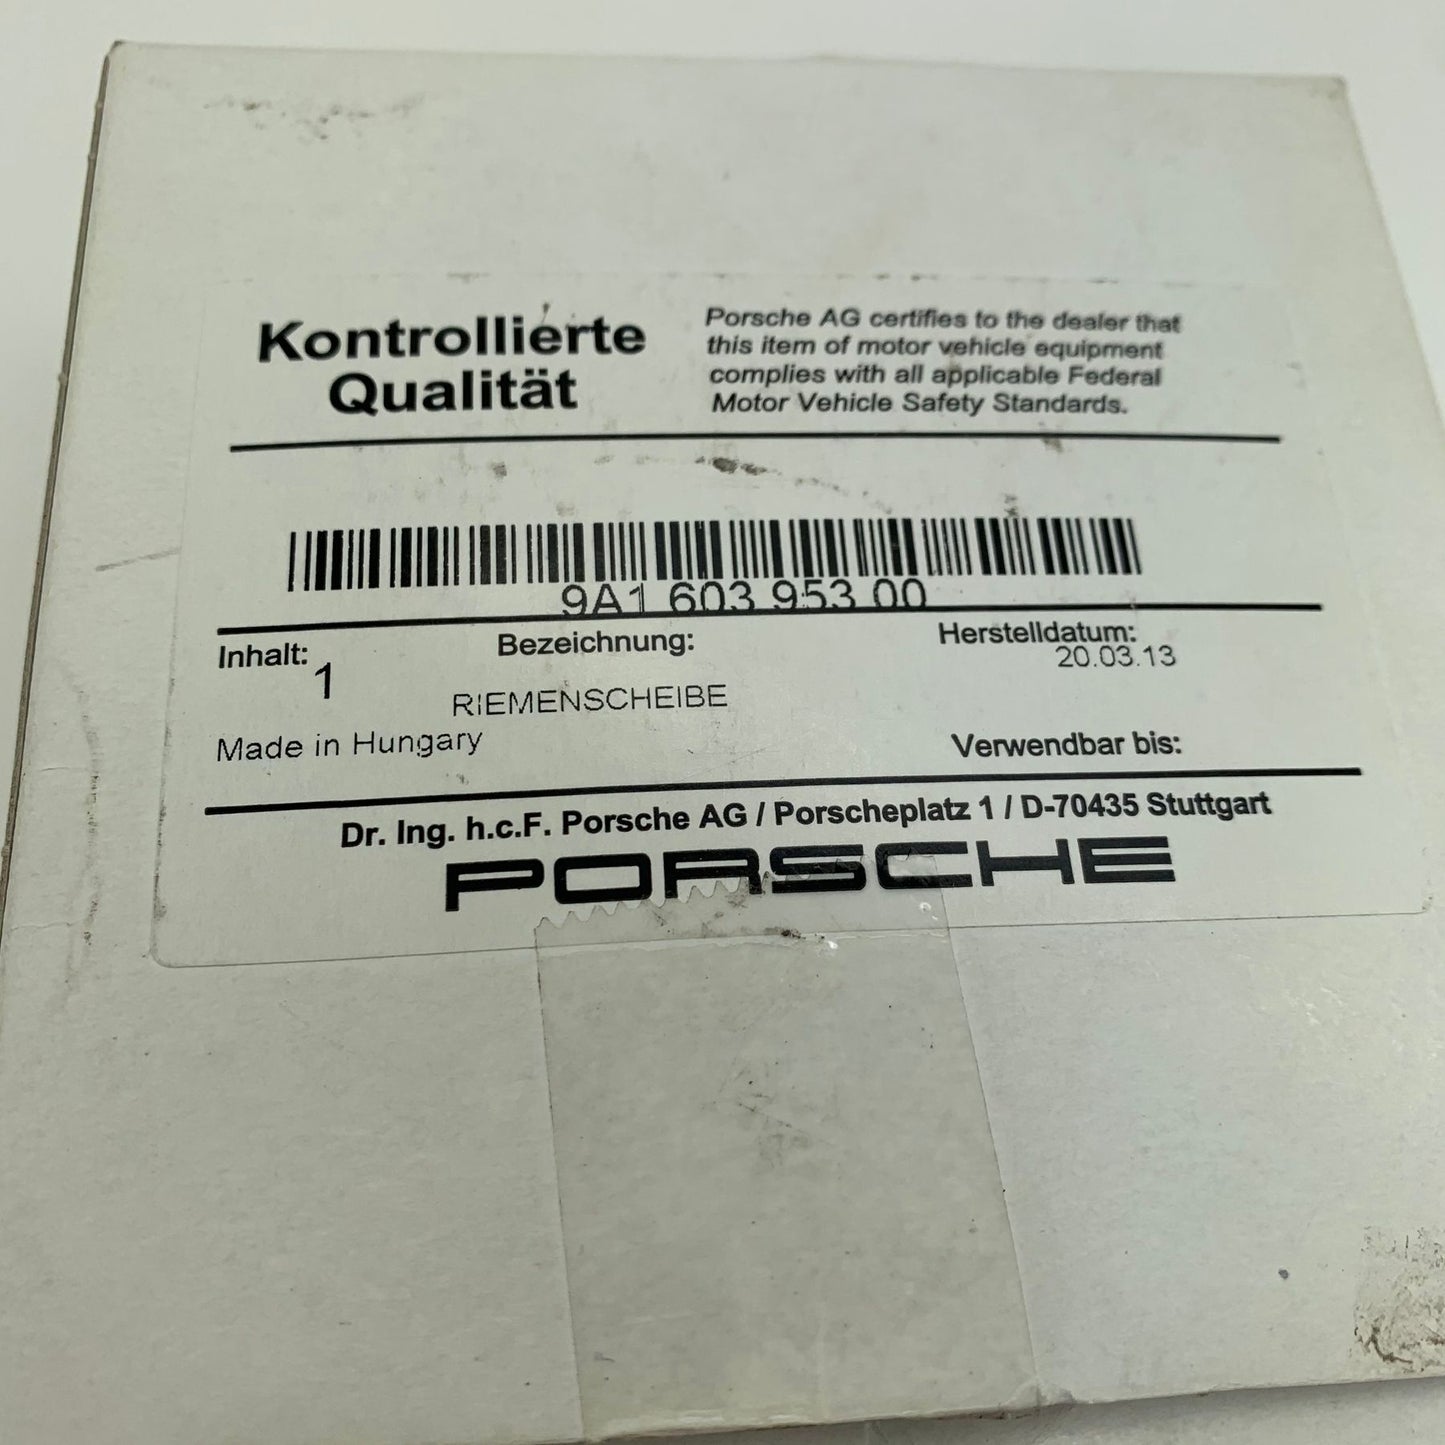 Kontrollierte
Qualität
Porsche AG certifies to the dealer that
this item of motor vehicle equipment
complies with all applicable Federal
Motor Vehicle Safety Standards.
9A1 603 953 00
Inhalt:
1
Bezeichnung:
RIEMENSCHEIBE
Herstelldatum:
20.03.13
Made in Hungary
Verwendbar bis:
Dr. Ing. h.c.F. Porsche AG / Porscheplatz 1 / D-70435 Stuttgart
PORSCHE